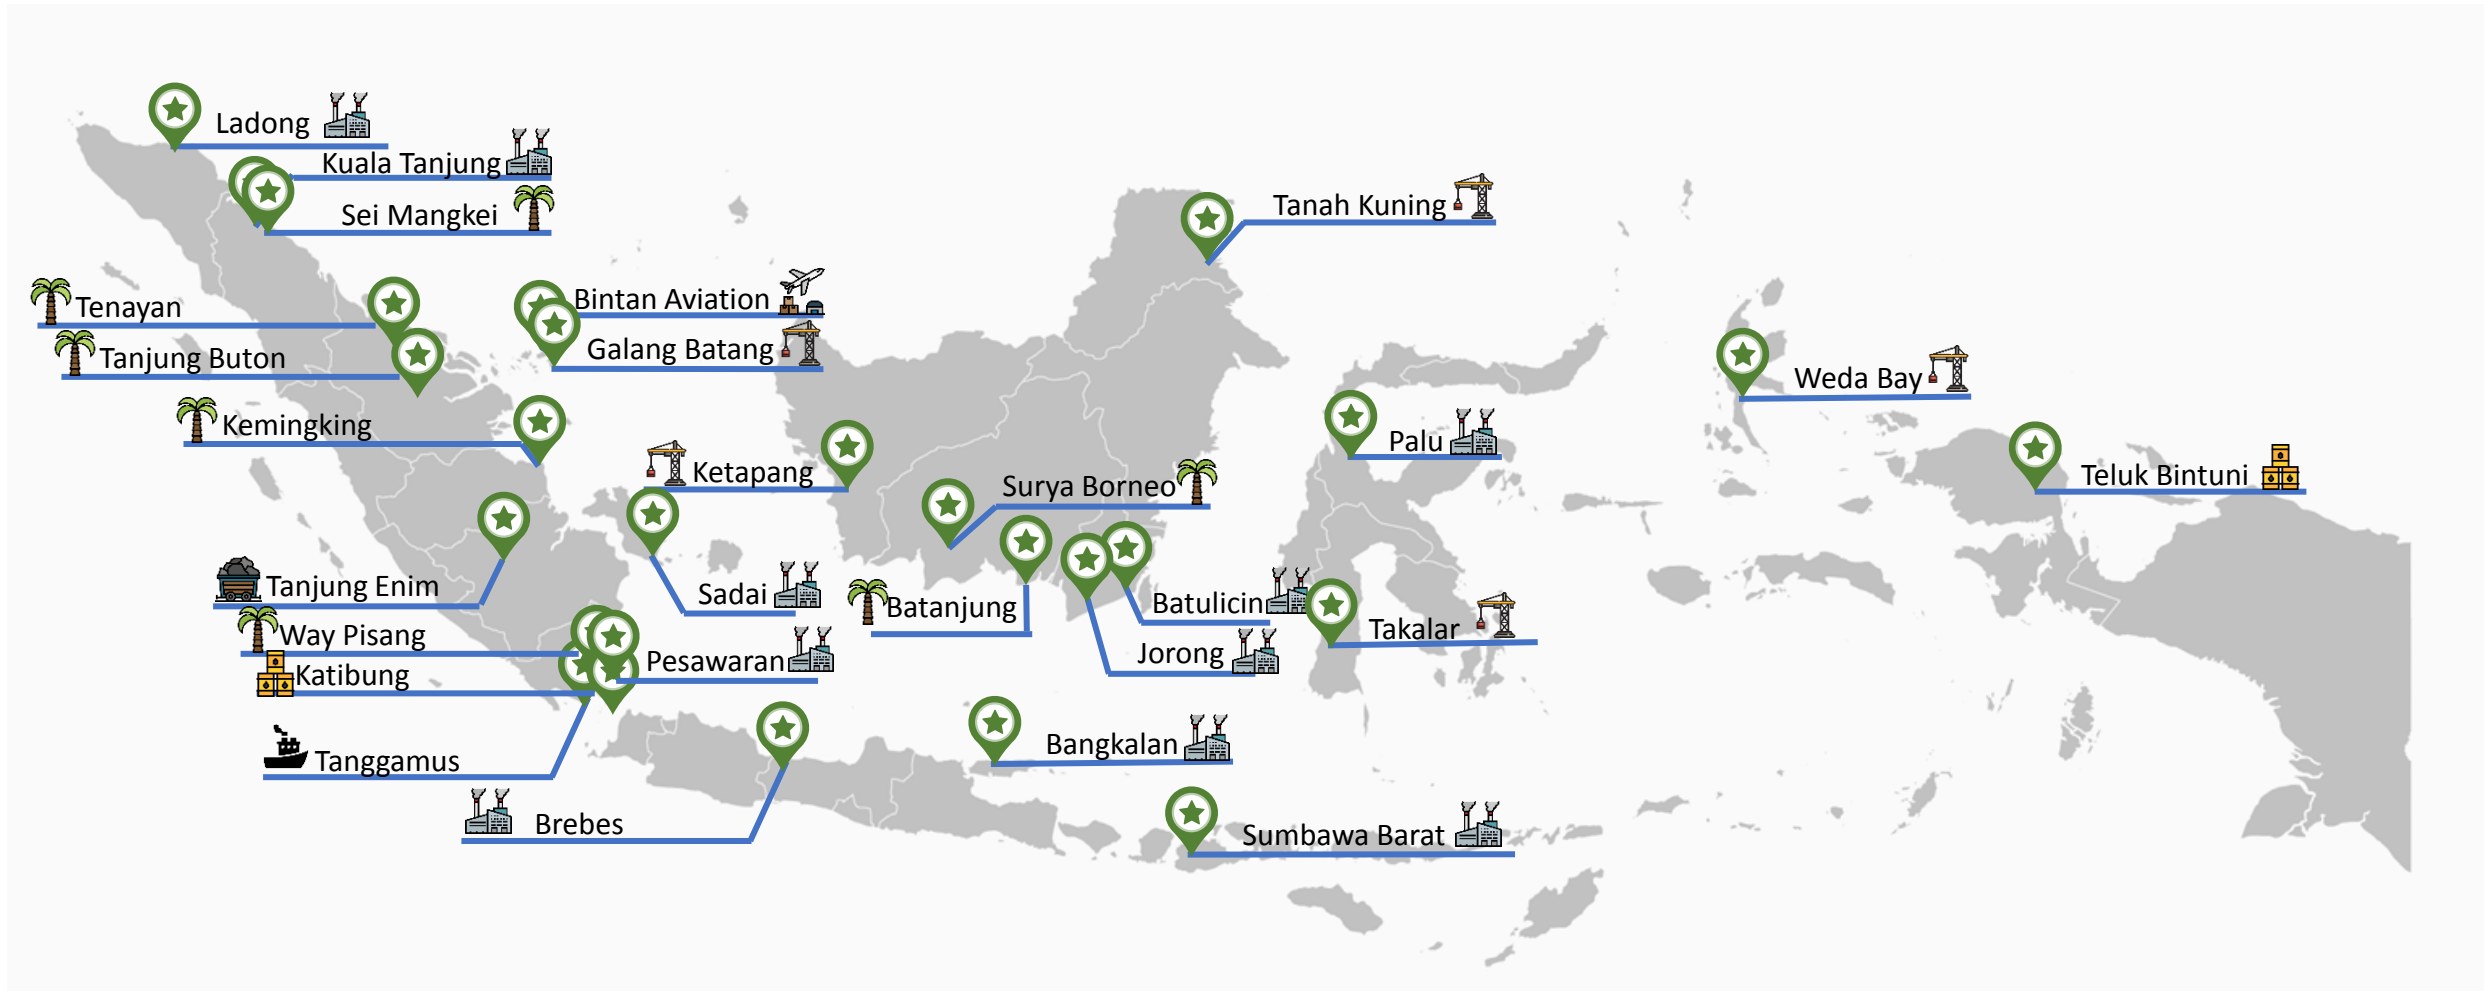 Ladong
Kuala Tanjung
Sei Mangkei
Tanah Kuning
Tenayan
Bintan Aviation
Tanjung Buton
Galang Batang
Weda Bay
Kemingking
Palu
Ketapang
Teluk Bintuni
Surya Borneo
Tanjung Enim
Sadai
Batanjung
Batulicin
Takalar
Way Pisang
Pesawaran
Jorong
Katibung
Bangkalan
Tanggamus
Brebes
Sumbawa Barat